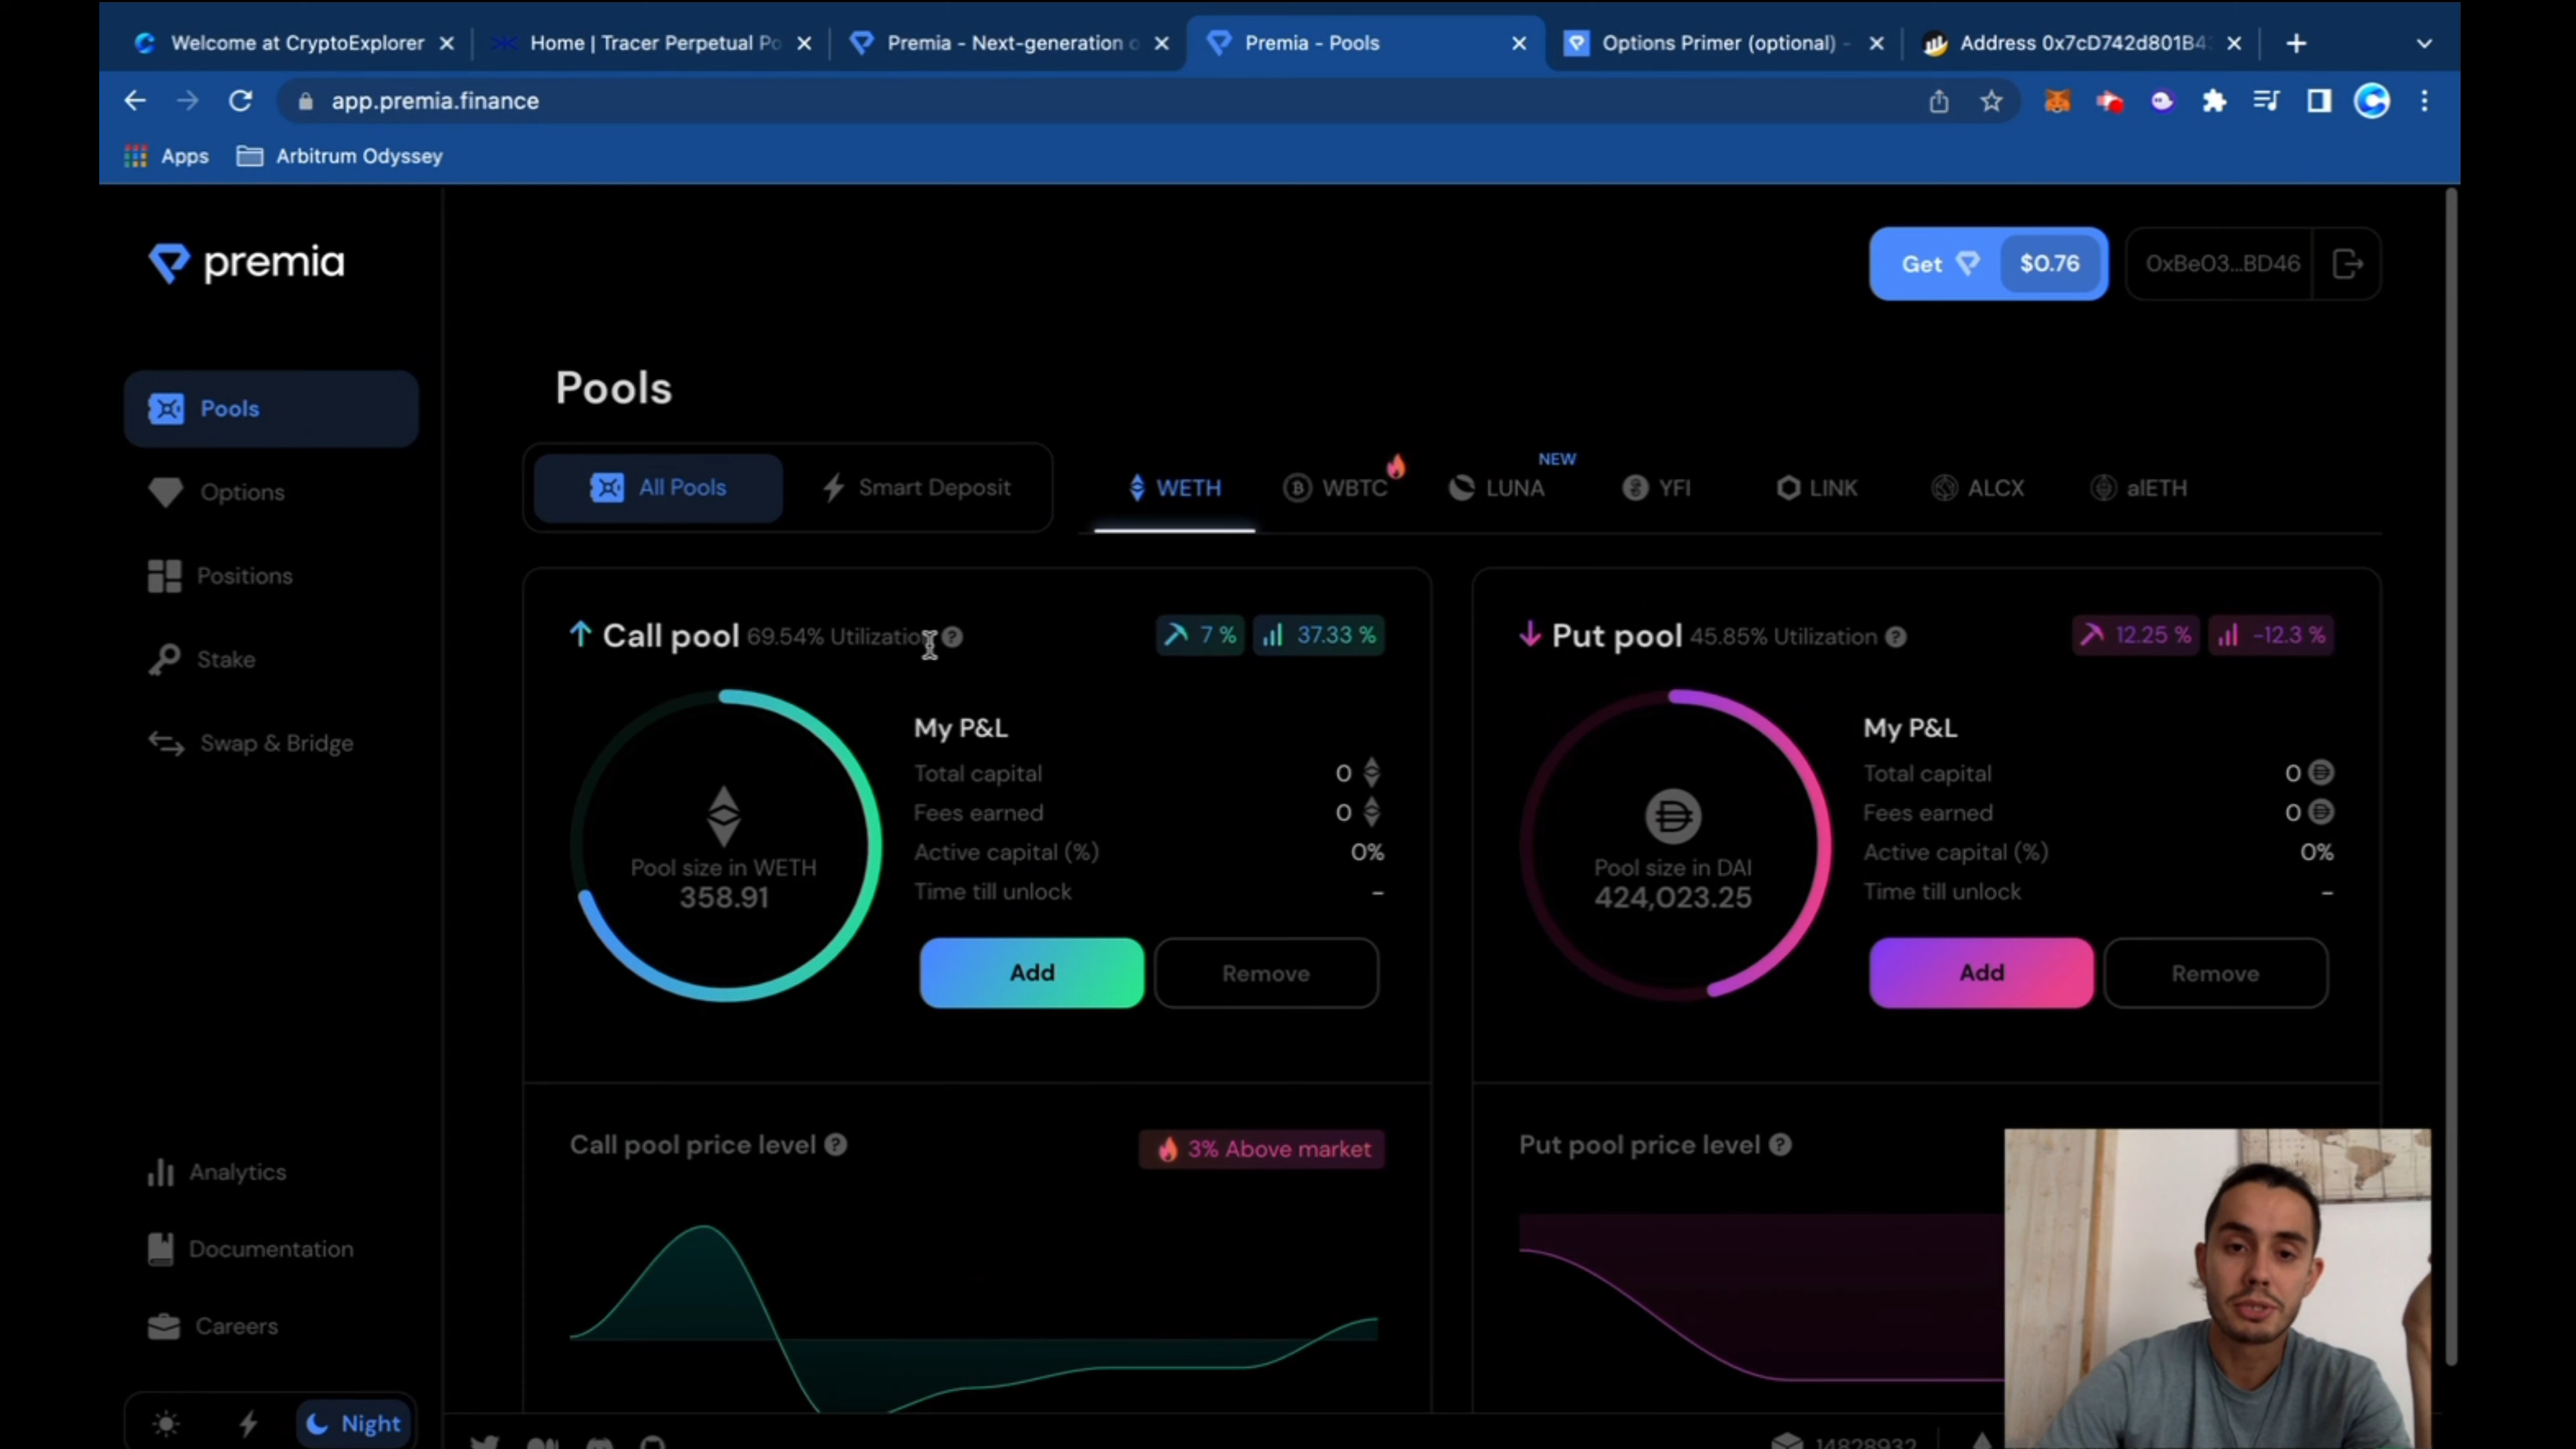 Welcome at CryptoExplorer
Home | Tracer Perpetual Po
Premia - Next-generation o
Premia - Pools
Options Primer (optional) -
Address 0x7cD742d801B4
app.premia.finance
Apps
Arbitrum Odyssey
premia
Get $0.76
0xBe03...BD46
Pools
Options
Positions
Stake
Swap & Bridge
Analytics
Documentation
Careers
Night
Pools
All Pools
Smart Deposit
WETH
WBTC
NEW
LUNA
YFI
LINK
ALCX
alETH
Call pool 69.54% Utilization
7 %
37.33 %
Pool size in WETH
358.91
My P&L
Total capital 0
Fees earned 0
Active capital (%) 0%
Time till unlock –
Add
Remove
Call pool price level
3% Above market
Put pool 45.85% Utilization
12.25 %
-12.3 %
Pool size in DAI
424,023.25
My P&L
Total capital 0
Fees earned 0
Active capital (%) 0%
Time till unlock –
Add
Remove
Put pool price level
14828932